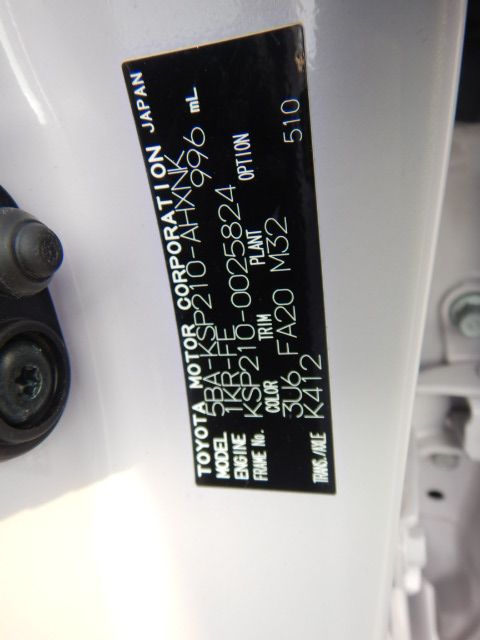 TOYOTA MOTOR CORPORATION JAPAN
MODEL 5BA-KSP210-AHXNK
ENGINE 1KR-FE 996 mL
FRAME No. KSP210-0025824
COLOR TRIM PLANT OPTION
3U6 FA20 M32 510
TRANS./AXLE K412